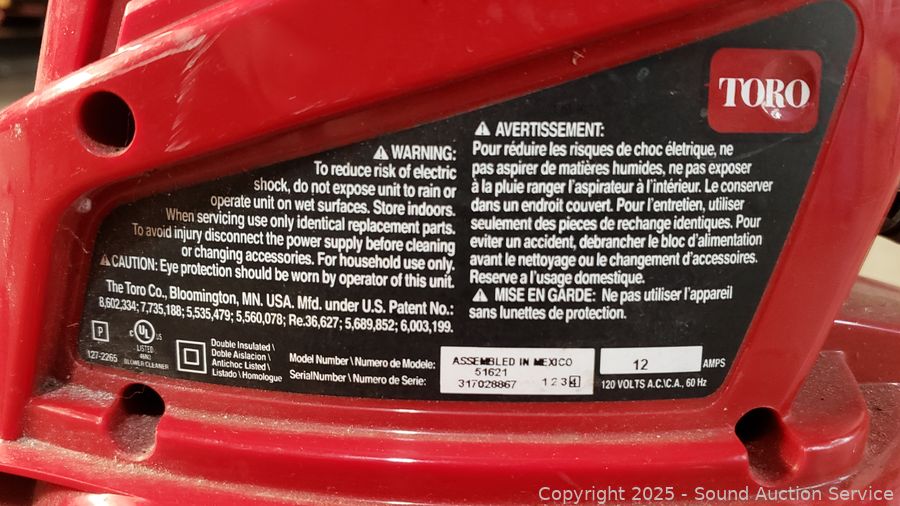 TORO
⚠ WARNING:
To reduce risk of electric
shock, do not expose unit to rain or
operate unit on wet surfaces. Store indoors.
When servicing use only identical replacement parts.
To avoid injury disconnect the power supply before cleaning
or changing accessories. For household use only.
⚠ CAUTION: Eye protection should be worn by operator of this unit.
The Toro Co., Bloomington, MN. USA. Mfd. under U.S. Patent No.:
8,602,334; 7,735,188; 5,535,479; 5,560,078; Re.36,627; 5,689,852; 6,003,199.
⚠ AVERTISSEMENT:
Pour réduire les risques de choc életrique, ne
pas aspirer de matières humides, ne pas exposer
à la pluie ranger l'aspirateur à l'intérieur. Le conserver
dans un endroit couvert. Pour l'entretien, utiliser
seulement des pieces de rechange identiques. Pour
eviter un accident, debrancher le bloc d'alimentation
avant le nettoyage ou le changement d'accessoires.
Reserve a l'usage domestique.
⚠ MISE EN GARDE: Ne pas utiliser l'appareil
sans lunettes de protection.
P
127-2265
UL US
LISTED
BLOWER CLEANER
Double Insulated \
Doble Aislacion \
Antichoc Listed \
Listado \ Homologue
Model Number \ Numero de Modele:
SerialNumber \ Numero de Serie:
ASSEMBLED IN MEXICO
51621
317028867 1 2 3 4
12 AMPS
120 VOLTS A.C.\C.A., 60 Hz
Copyright © 2025 - Sound Auction Service